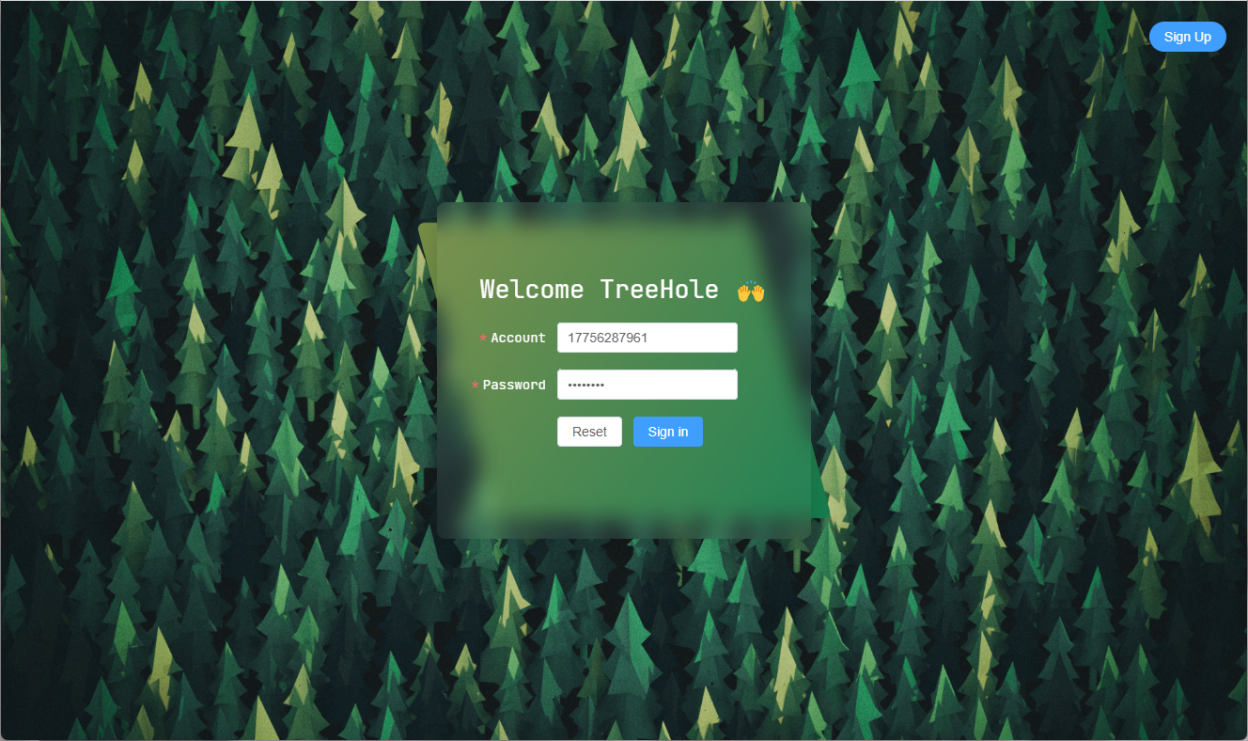 Sign Up
Welcome TreeHole 🙌
* Account 17756287961
* Password ••••••••
Reset Sign in